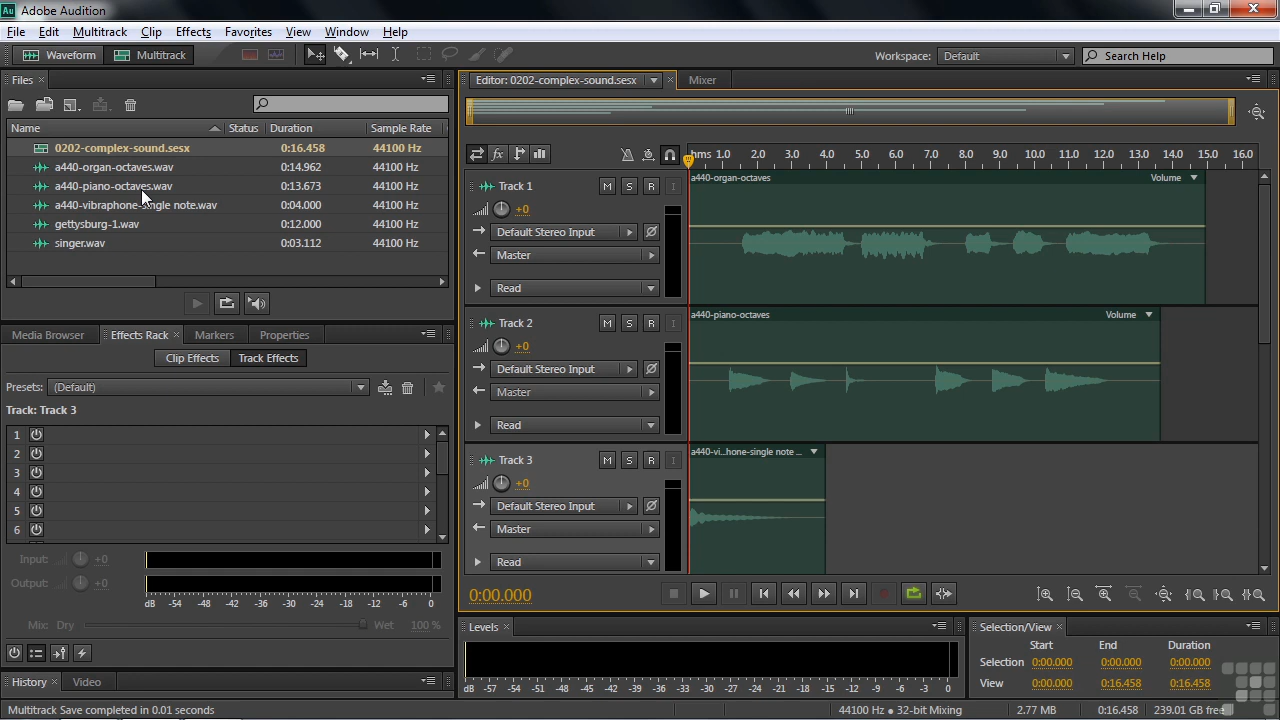 Au Adobe Audition
File Edit Multitrack Clip Effects Favorites View Window Help
Waveform Multitrack Workspace: Default Search Help
Files
Name Status Duration Sample Rate
0202-complex-sound.sesx 0:16.458 44100 Hz
a440-organ-octaves.wav 0:14.962 44100 Hz
a440-piano-octaves.wav 0:13.673 44100 Hz
a440-vibraphone-single note.wav 0:04.000 44100 Hz
gettysburg-1.wav 0:12.000 44100 Hz
singer.wav 0:03.112 44100 Hz
Media Browser Effects Rack Markers Properties
Clip Effects Track Effects
Presets: (Default)
Track: Track 3
1
2
3
4
5
6
Input: +0
Output: +0
dB -54 -48 -42 -36 -30 -24 -18 -12 -6 0
Mix: Dry Wet 100 %
History Video
Editor: 0202-complex-sound.sesx Mixer
fx hms 1.0 2.0 3.0 4.0 5.0 6.0 7.0 8.0 9.0 10.0 11.0 12.0 13.0 14.0 15.0 16.0
Track 1 M S R I
+0
Default Stereo Input
Master
Read
a440-organ-octaves Volume
Track 2 M S R I
+0
Default Stereo Input
Master
Read
a440-piano-octaves Volume
Track 3 M S R I
+0
Default Stereo Input
Master
Read
a440-vi...hone-single note ...
0:00.000
Levels
dB -57 -54 -51 -48 -45 -42 -39 -36 -33 -30 -27 -24 -21 -18 -15 -12 -9 -6 -3 0
Selection/View
Start End Duration
Selection 0:00.000 0:00.000 0:00.000
View 0:00.000 0:16.458 0:16.458
Multitrack Save completed in 0.01 seconds 44100 Hz ● 32-bit Mixing 2.77 MB 0:16.458 239.01 GB free